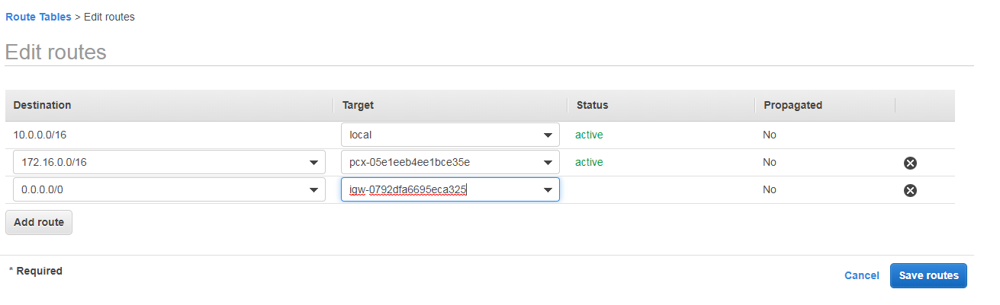 Route Tables > Edit routes
Edit routes
Destination Target Status Propagated
10.0.0.0/16 local active No
172.16.0.0/16 pcx-05e1eeb4ee1bce35e active No
0.0.0.0/0 igw-0792dfa6695eca325 No
Add route
* Required
Cancel Save routes